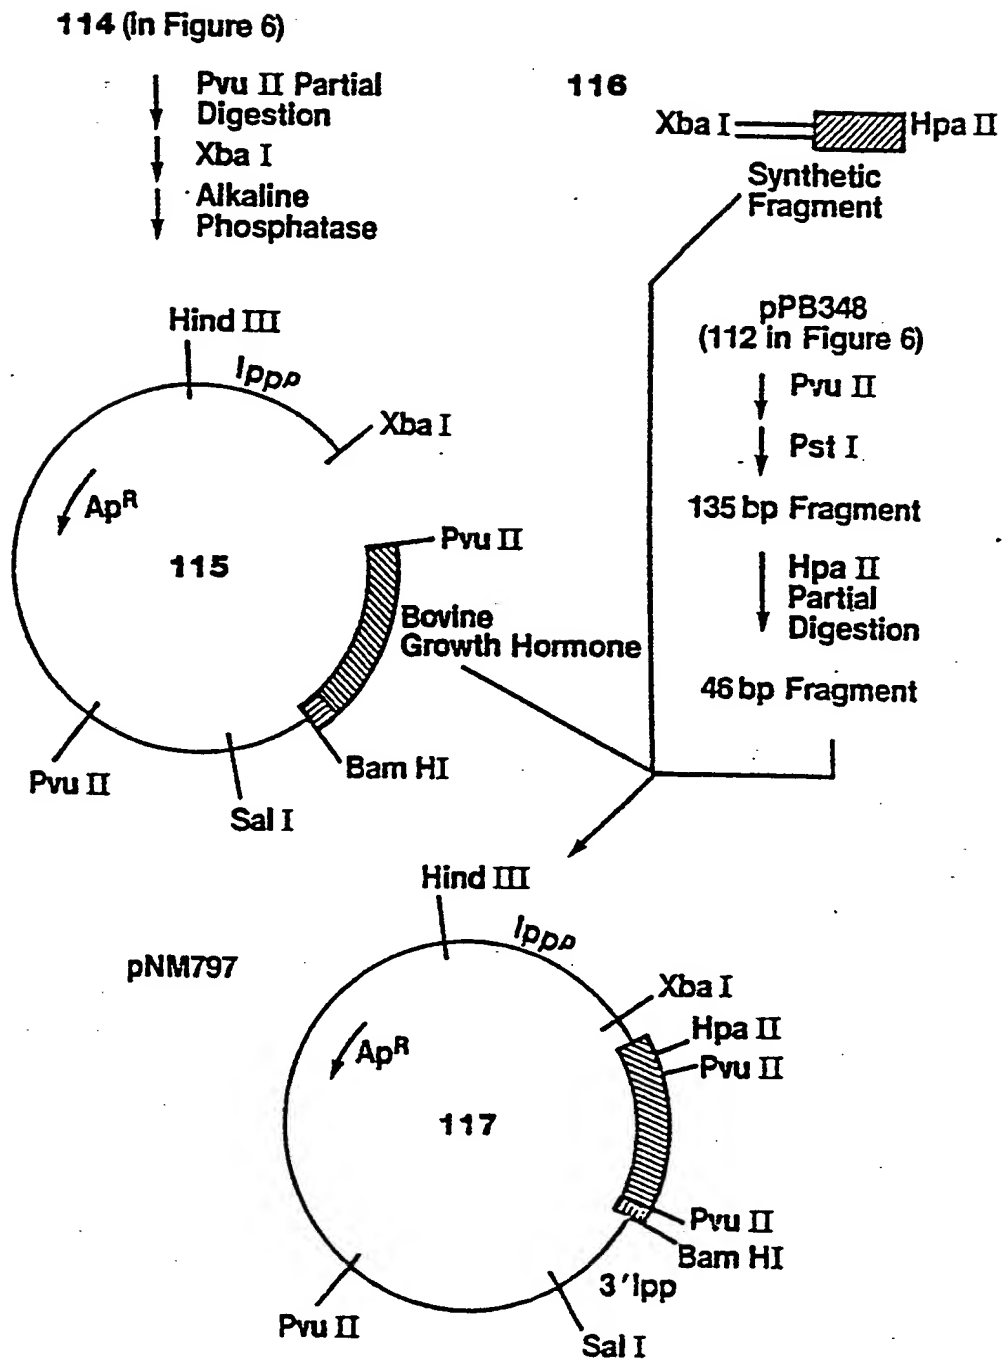 114 (in Figure 6)
Pvu II Partial
Digestion
Xba I
Alkaline
Phosphatase
116
Xba I
Hpa II
Synthetic
Fragment
pPB348
(112 in Figure 6)
Pvu II
Pst I
135 bp Fragment
Hpa II
Partial
Digestion
46 bp Fragment
Hind III
lppp
Xba I
ApR
115
Pvu II
Bovine
Growth Hormone
Bam HI
Sal I
Pvu II
pNM797
Hind III
lppp
Xba I
Hpa II
Pvu II
ApR
117
Pvu II
Bam HI
3'lpp
Sal I
Pvu II